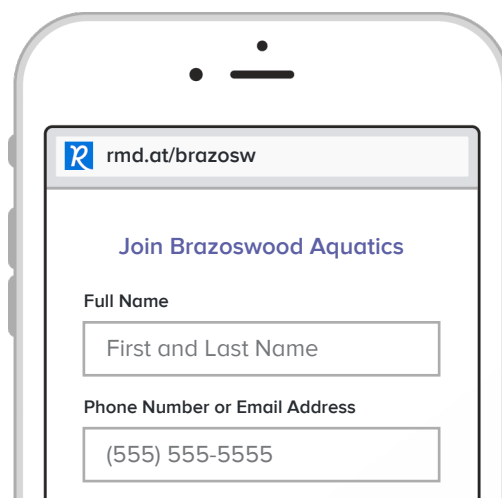 rmd.at/brazosw
Join Brazoswood Aquatics
Full Name
First and Last Name
Phone Number or Email Address
(555) 555-5555